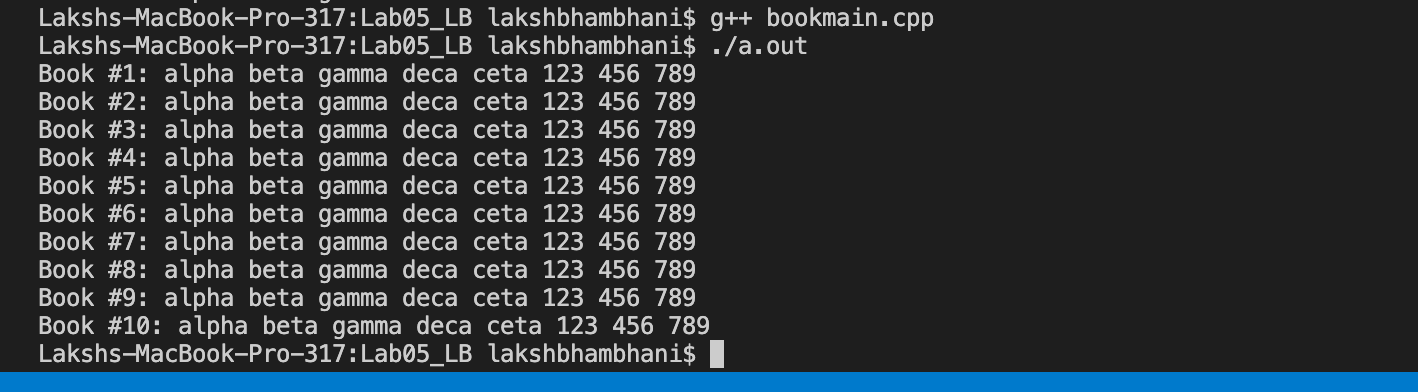 Lakshs-MacBook-Pro-317:Lab05_LB lakshbhambhani$ g++ bookmain.cpp
Lakshs-MacBook-Pro-317:Lab05_LB lakshbhambhani$ ./a.out
Book #1: alpha beta gamma deca ceta 123 456 789
Book #2: alpha beta gamma deca ceta 123 456 789
Book #3: alpha beta gamma deca ceta 123 456 789
Book #4: alpha beta gamma deca ceta 123 456 789
Book #5: alpha beta gamma deca ceta 123 456 789
Book #6: alpha beta gamma deca ceta 123 456 789
Book #7: alpha beta gamma deca ceta 123 456 789
Book #8: alpha beta gamma deca ceta 123 456 789
Book #9: alpha beta gamma deca ceta 123 456 789
Book #10: alpha beta gamma deca ceta 123 456 789
Lakshs-MacBook-Pro-317:Lab05_LB lakshbhambhani$